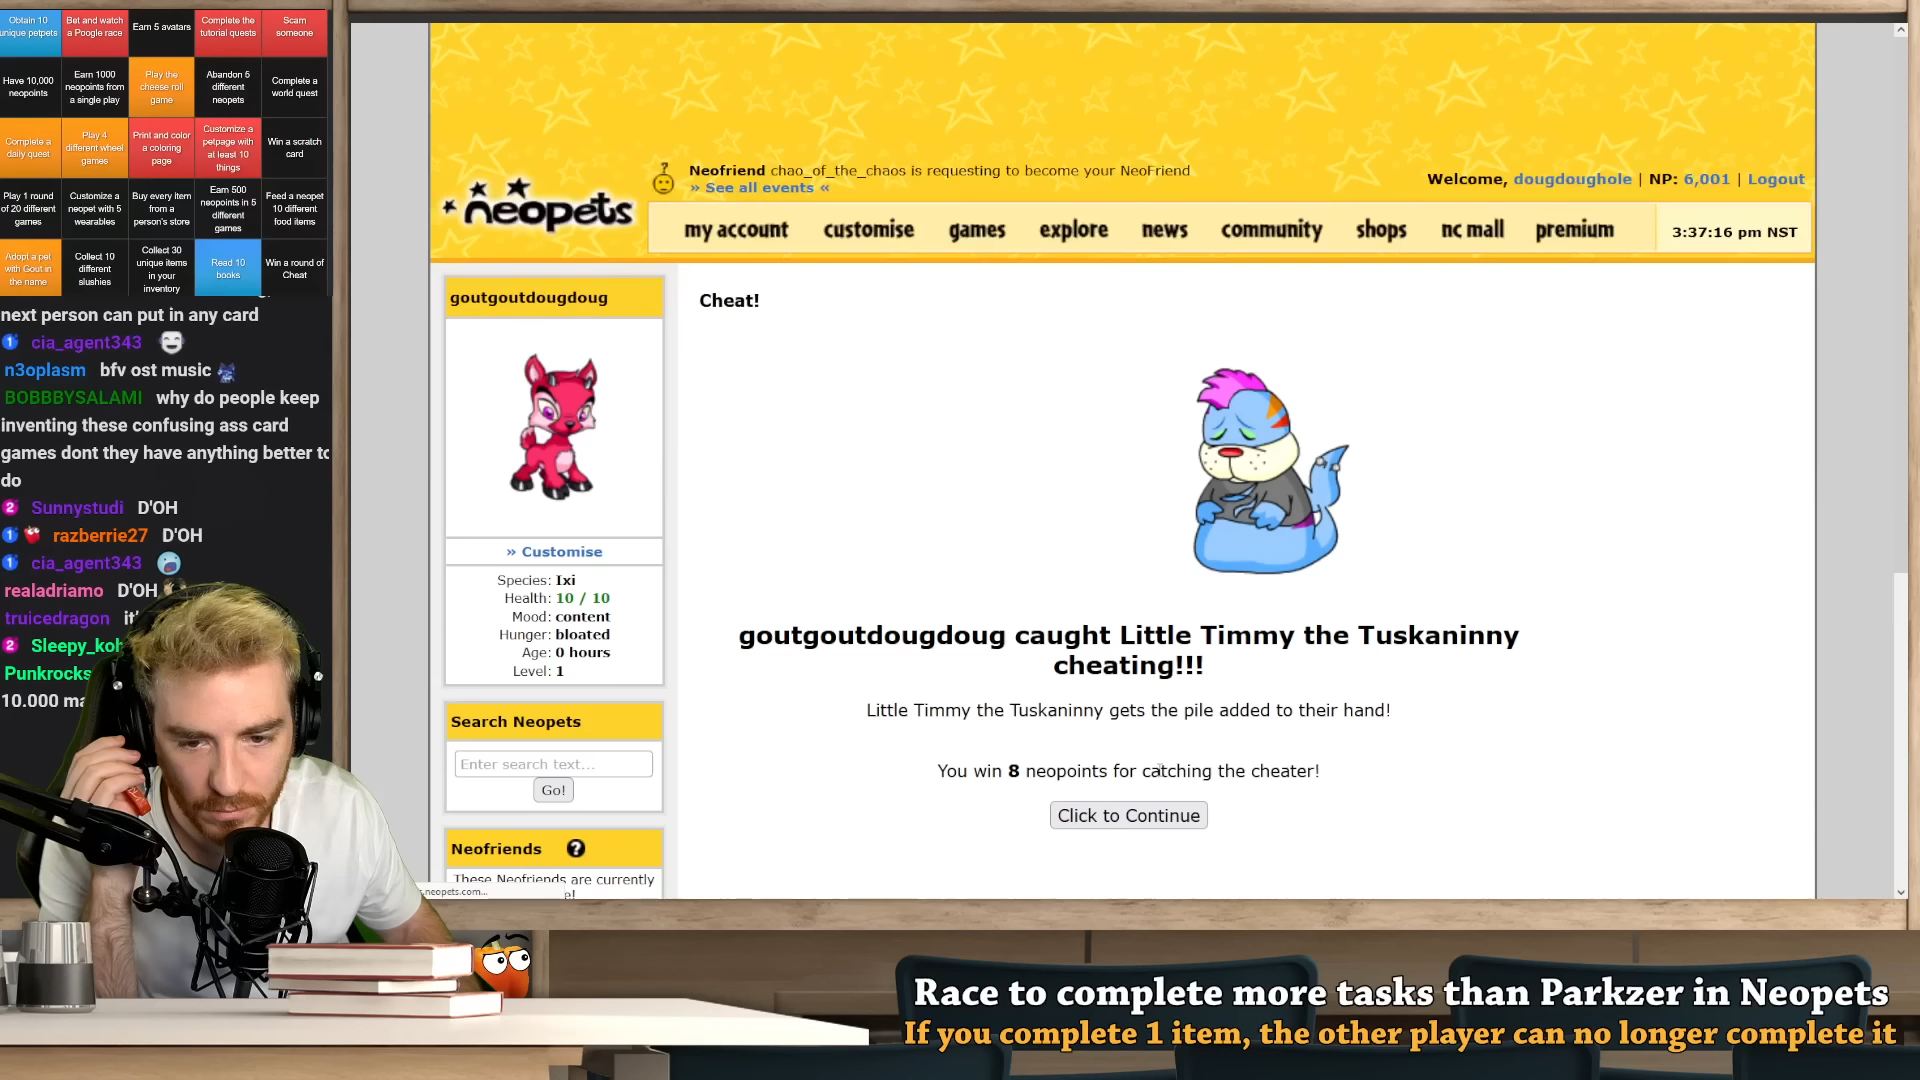 Obtain 10
unique petpets
Bet and watch
a Poogle race
Earn 5 avatars
Complete the
tutorial quests
Scam
someone
Have 10,000
neopoints
Earn 1000
neopoints from
a single play
Play the
cheese roll
game
Abandon 6
different
neopets
Complete a
world quest
Complete a
daily quest
Play 4
different wheel
games
Print and color
a coloring
page
Customize a
petpage with
at least 10
things
Win a scratch
card
Play 1 round
of 20 different
games
Customize a
neopet with 5
wearables
Buy every item
from a
person's store
Earn 500
neopoints in 5
different
games
Feed a neopet
10 different
food items
Adopt a pet
with Gout in
the name
Collect 10
different
slushies
Collect 30
unique items
in your
inventory
Read 10
books
Win a round of
Cheat
next person can put in any card
1 cia_agent343
n3oplasm bfv ost music
BOBBBYSALAMI why do people keep
inventing these confusing ass card
games dont they have anything better to
do
2 Sunnystudi D'OH
1 razberrie27 D'OH
1 cia_agent343
realadriamo D'OH
truicedragon it'
2 Sleepy_koh
Punkrocks
10.000 ma
Neofriend chao_of_the_chaos is requesting to become your NeoFriend
» See all events «
Welcome, dougdoughole | NP: 6,001 | Logout
neopets
my account customise games explore news community shops nc mall premium
3:37:16 pm NST
goutgoutdougdoug
» Customise
Species: Ixi
Health: 10 / 10
Mood: content
Hunger: bloated
Age: 0 hours
Level: 1
Search Neopets
Enter search text...
Go!
Neofriends ?
These Neofriends are currently
e!
s.neopets.com...
Cheat!
goutgoutdougdoug caught Little Timmy the Tuskaninny
cheating!!!
Little Timmy the Tuskaninny gets the pile added to their hand!
You win 8 neopoints for catching the cheater!
Click to Continue
Race to complete more tasks than Parkzer in Neopets
If you complete 1 item, the other player can no longer complete it